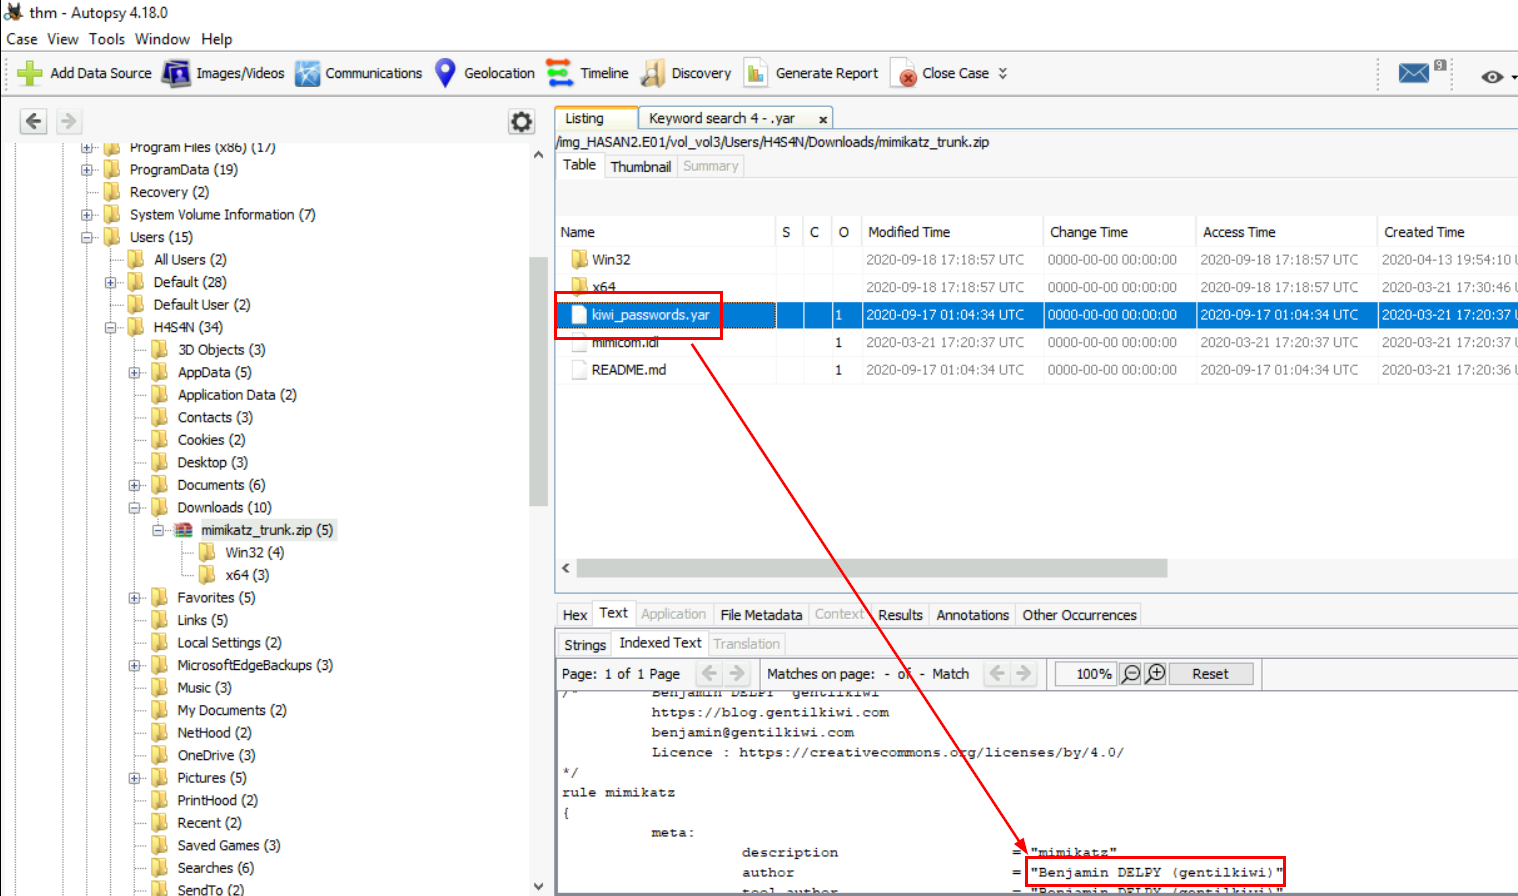 thm - Autopsy 4.18.0
Case View Tools Window Help
Add Data Source Images/Videos Communications Geolocation Timeline Discovery Generate Report Close Case 9
Listing Keyword search 4 - .yar x
/img_HASAN2.E01/vol_vol3/Users/H4S4N/Downloads/mimikatz_trunk.zip
Table Thumbnail Summary
Program Files (x86) (17)
ProgramData (19)
Recovery (2)
System Volume Information (7)
Users (15)
All Users (2)
Default (28)
Default User (2)
H4S4N (34)
3D Objects (3)
AppData (5)
Application Data (2)
Contacts (3)
Cookies (2)
Desktop (3)
Documents (6)
Downloads (10)
mimikatz_trunk.zip (5)
Win32 (4)
x64 (3)
Favorites (5)
Links (5)
Local Settings (2)
MicrosoftEdgeBackups (3)
Music (3)
My Documents (2)
NetHood (2)
OneDrive (3)
Pictures (5)
PrintHood (2)
Recent (2)
Saved Games (3)
Searches (6)
SendTo (2)
Name S C O Modified Time Change Time Access Time Created Time
Win32 2020-09-18 17:18:57 UTC 0000-00-00 00:00:00 2020-09-18 17:18:57 UTC 2020-04-13 19:54:10 U
x64 2020-09-18 17:18:57 UTC 0000-00-00 00:00:00 2020-09-18 17:18:57 UTC 2020-03-21 17:30:46 U
kiwi_passwords.yar 1 2020-09-17 01:04:34 UTC 0000-00-00 00:00:00 2020-09-17 01:04:34 UTC 2020-03-21 17:20:37 U
mimicom.idl 1 2020-03-21 17:20:37 UTC 0000-00-00 00:00:00 2020-03-21 17:20:37 UTC 2020-03-21 17:20:37 U
README.md 1 2020-09-17 01:04:34 UTC 0000-00-00 00:00:00 2020-09-17 01:04:34 UTC 2020-03-21 17:20:36 U
Hex Text Application File Metadata Context Results Annotations Other Occurrences
Strings Indexed Text Translation
Page: 1 of 1 Page Matches on page: - of - Match 100% Reset
/* Benjamin DELPY gentilkiwi
https://blog.gentilkiwi.com
benjamin@gentilkiwi.com
Licence : https://creativecommons.org/licenses/by/4.0/
*/
rule mimikatz
{
meta:
description = "mimikatz"
author = "Benjamin DELPY (gentilkiwi)"
tool_author = "Benjamin DELPY (gentilkiwi)"